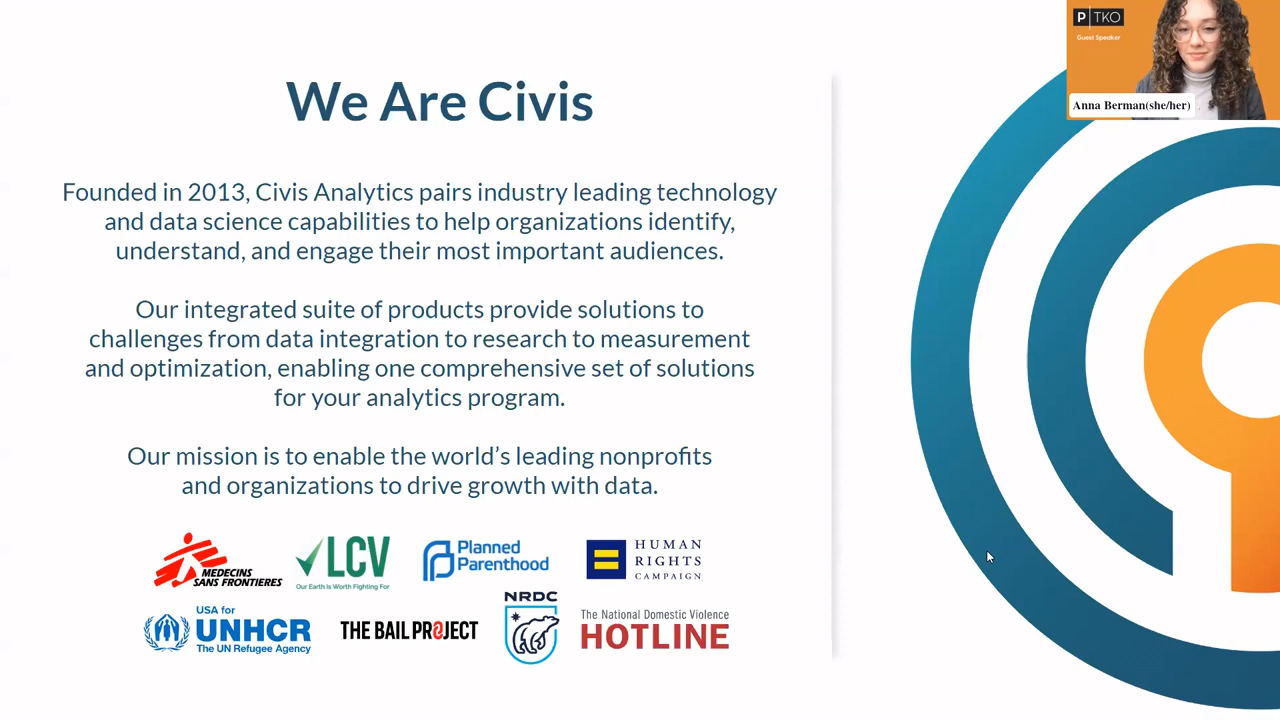 We Are Civis
Founded in 2013, Civis Analytics pairs industry leading technology
and data science capabilities to help organizations identify,
understand, and engage their most important audiences.
Our integrated suite of products provide solutions to
challenges from data integration to research to measurement
and optimization, enabling one comprehensive set of solutions
for your analytics program.
Our mission is to enable the world's leading nonprofits
and organizations to drive growth with data.
MEDECINS
SANS FRONTIERES
LCV
Our Earth Is Worth Fighting For
Planned
Parenthood
HUMAN
RIGHTS
CAMPAIGN
USA for
UNHCR
The UN Refugee Agency
THE BAIL PROJECT
NRDC
The National Domestic Violence
HOTLINE
P TKO
Guest Speaker
Anna Berman(she/her)